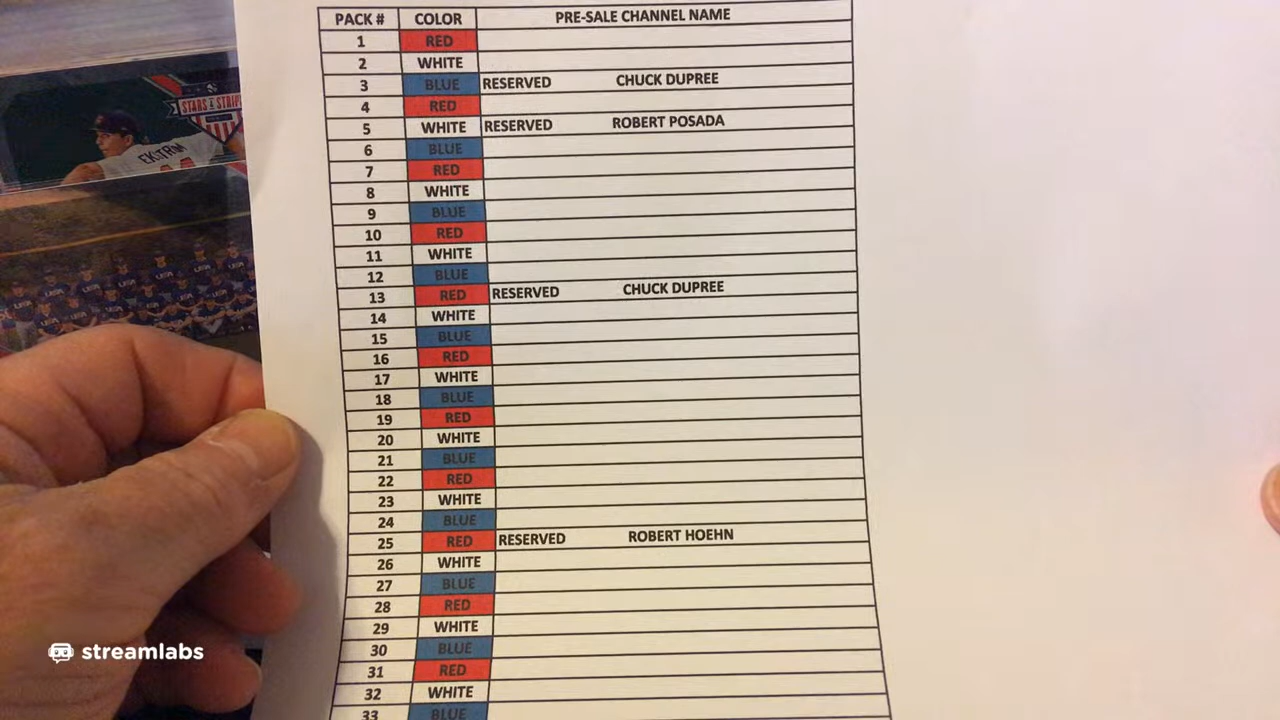 PACK # COLOR PRE-SALE CHANNEL NAME
1 RED
2 WHITE
3 BLUE RESERVED CHUCK DUPREE
4 RED
5 WHITE RESERVED ROBERT POSADA
6 BLUE
7 RED
8 WHITE
9 BLUE
10 RED
11 WHITE
12 BLUE
13 RED RESERVED CHUCK DUPREE
14 WHITE
15 BLUE
16 RED
17 WHITE
18 BLUE
19 RED
20 WHITE
21 BLUE
22 RED
23 WHITE
24 BLUE
25 RED RESERVED ROBERT HOEHN
26 WHITE
27 BLUE
28 RED
29 WHITE
30 BLUE
31 RED
32 WHITE
33 BLUE
STARS & STRIP
EKSTROM
streamlabs